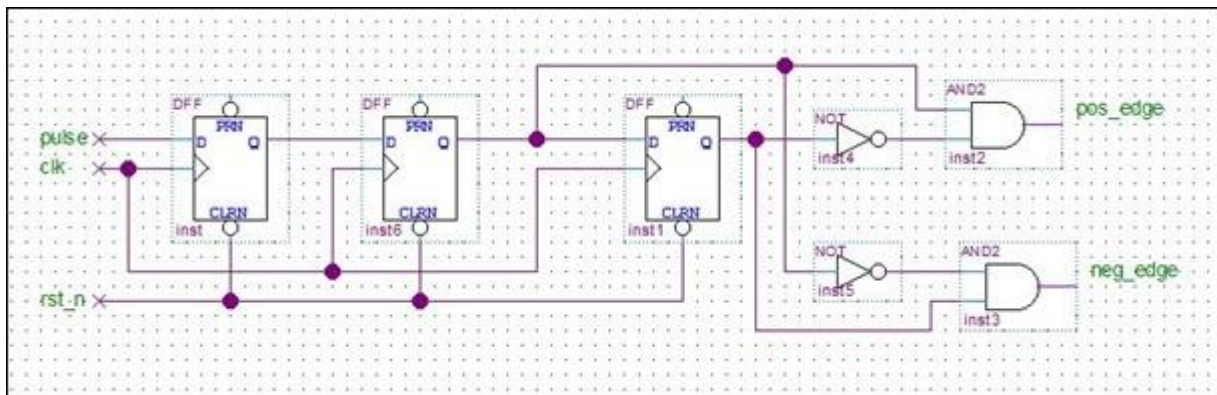 DFF
DFF
DFF
AND2
PRN
PRN
PRN
NOT
pos_edge
pulse
D Q
D Q
D Q
inst4
inst2
clk
CLRN
CLRN
CLRN
inst
inst6
inst1
NOT
AND2
neg_edge
inst5
rst_n
inst3